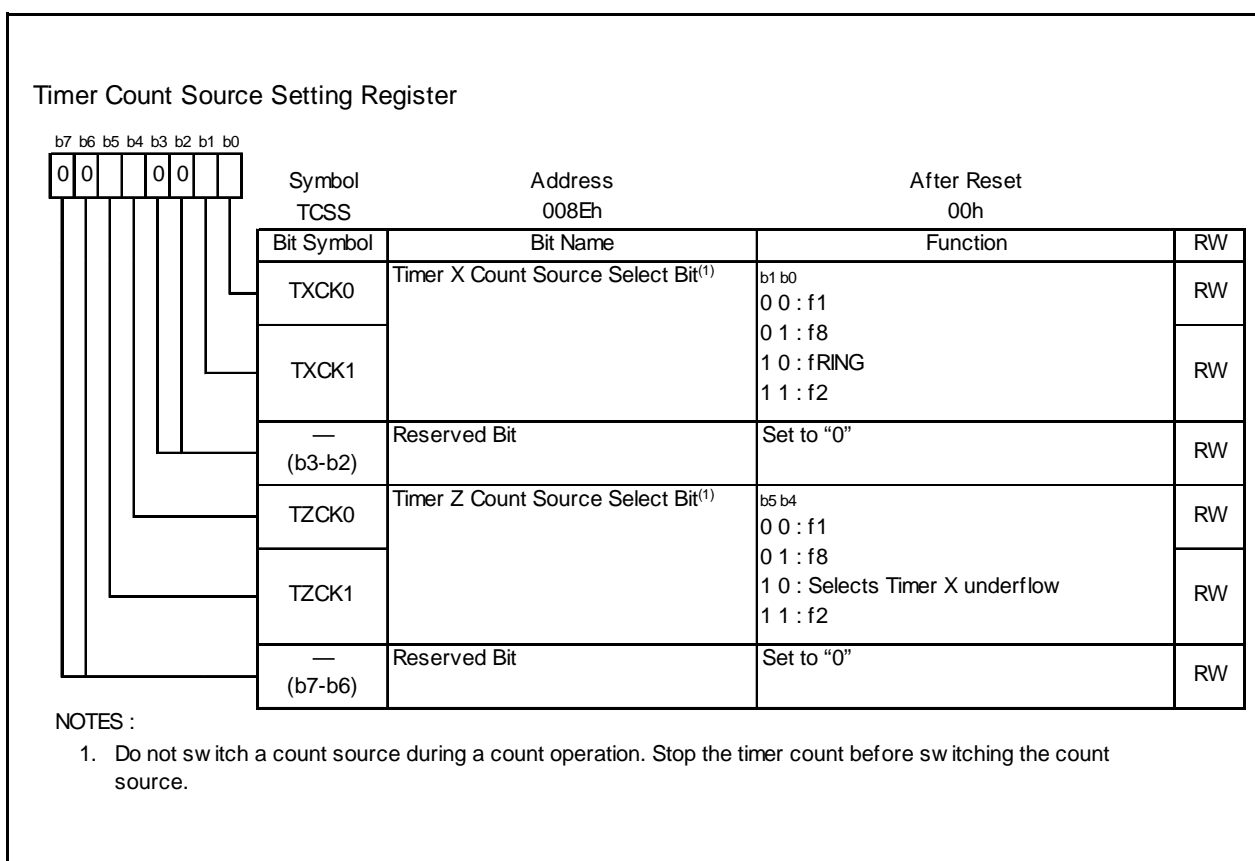 Timer Count Source Setting Register
b7 b6 b5 b4 b3 b2 b1 b0
0 0 0 0
Symbol Address After Reset
TCSS 008Eh 00h
Bit Symbol Bit Name Function RW
TXCK0 Timer X Count Source Select Bit(1) b1 b0 RW
0 0 : f1
0 1 : f8
TXCK1 1 0 : fRING RW
1 1 : f2
— Reserved Bit Set to “0” RW
(b3-b2)
TZCK0 Timer Z Count Source Select Bit(1) b5 b4 RW
0 0 : f1
0 1 : f8
TZCK1 1 0 : Selects Timer X underflow RW
1 1 : f2
— Reserved Bit Set to “0” RW
(b7-b6)
NOTES :
1. Do not switch a count source during a count operation. Stop the timer count before switching the count
source.